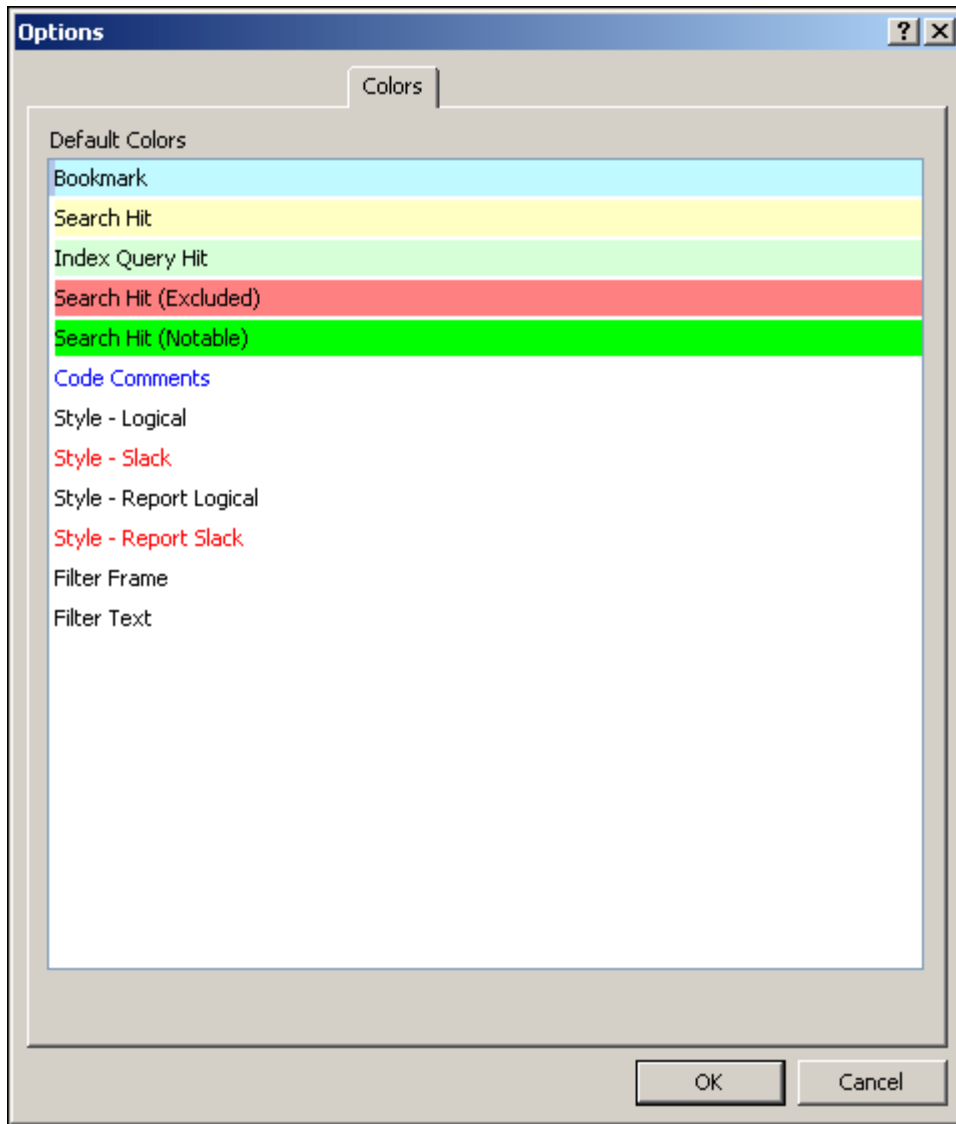 Options
Colors
Default Colors
Bookmark
Search Hit
Index Query Hit
Search Hit (Excluded)
Search Hit (Notable)
Code Comments
Style - Logical
Style - Slack
Style - Report Logical
Style - Report Slack
Filter Frame
Filter Text
OK Cancel